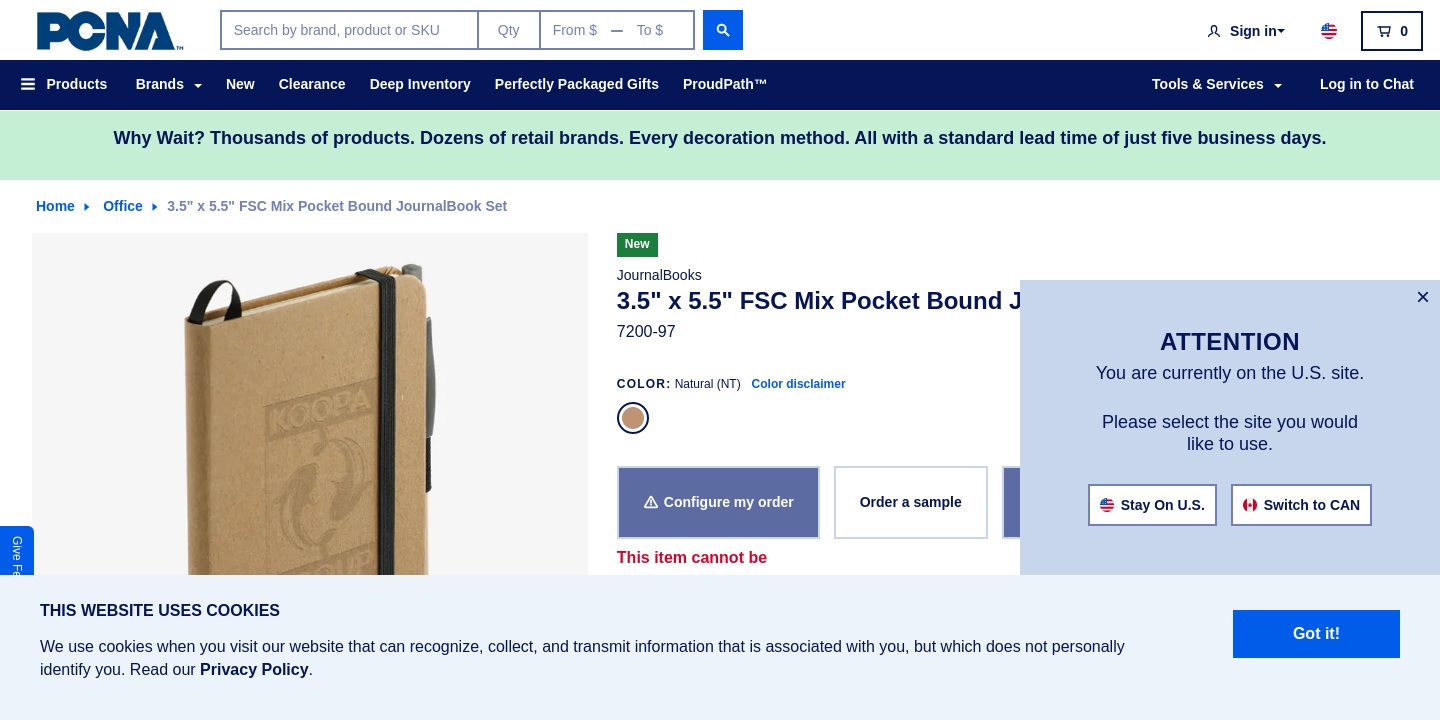 PCNA™
Search by brand, product or SKU
Qty
From $ — To $
Sign in
0
Products
Brands
New
Clearance
Deep Inventory
Perfectly Packaged Gifts
ProudPath™
Tools & Services
Log in to Chat
Why Wait? Thousands of products. Dozens of retail brands. Every decoration method. All with a standard lead time of just five business days.
Home
Office
3.5" x 5.5" FSC Mix Pocket Bound JournalBook Set
KOOPA
New
JournalBooks
3.5" x 5.5" FSC Mix Pocket Bound J
7200-97
COLOR: Natural (NT) Color disclaimer
Configure my order
Order a sample
This item cannot be
×
ATTENTION
You are currently on the U.S. site.
Please select the site you would
like to use.
Stay On U.S.
Switch to CAN
Give Fe
THIS WEBSITE USES COOKIES
We use cookies when you visit our website that can recognize, collect, and transmit information that is associated with you, but which does not personally
identify you. Read our Privacy Policy.
Got it!